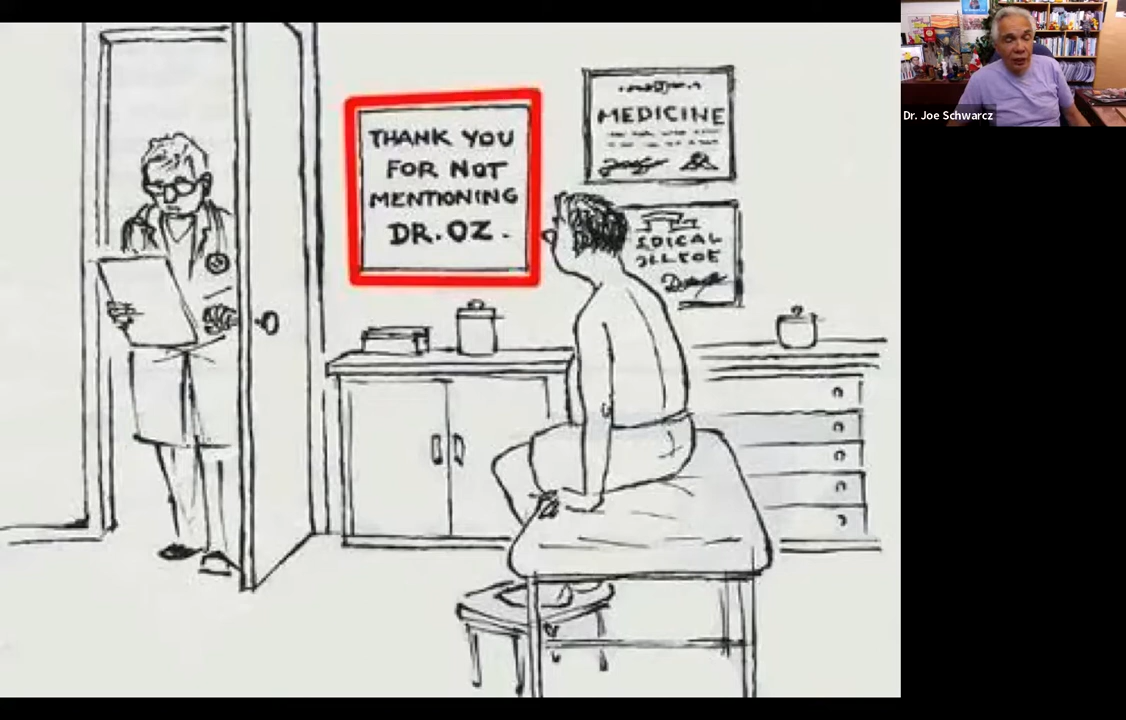 THANK YOU
FOR NOT
MENTIONING
DR. OZ.
MEDICINE
Dr. Joe Schwarcz